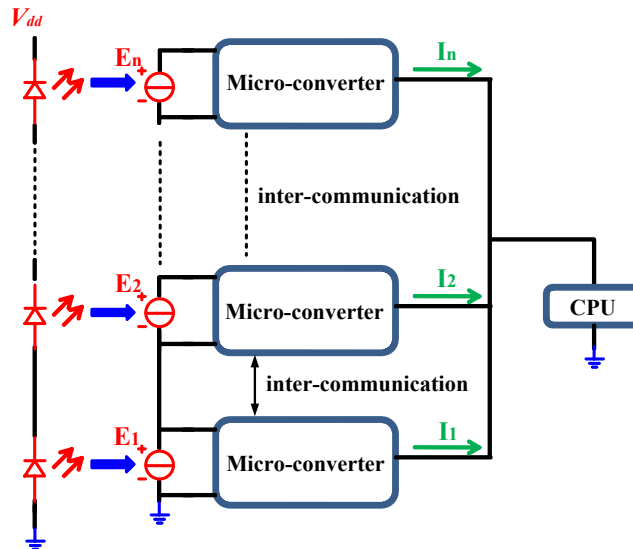 Vdd
En
+
-
Micro-converter
In
inter-communication
E2
+
-
Micro-converter
I2
CPU
inter-communication
E1
+
-
Micro-converter
I1